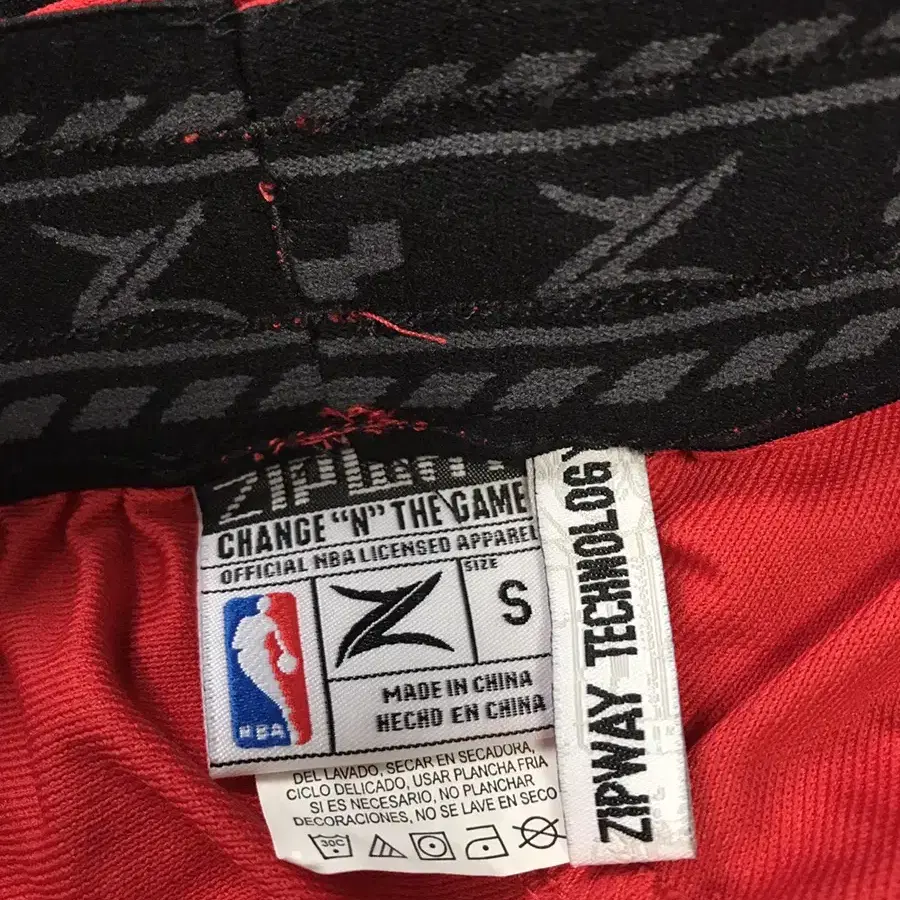 ZIPWAY
CHANGE "N" THE GAME
OFFICIAL NBA LICENSED APPAREL
SIZE
S
NBA
MADE IN CHINA
HECHO EN CHINA
ZIPWAY TECHNOLOGY
DEL LAVADO, SECAR EN SECADORA,
CICLO DELICADO, USAR PLANCHA FRIA
SI ES NECESARIO, NO PLANCHAR
DECORACIONES, NO SE LAVE EN SECO
30C